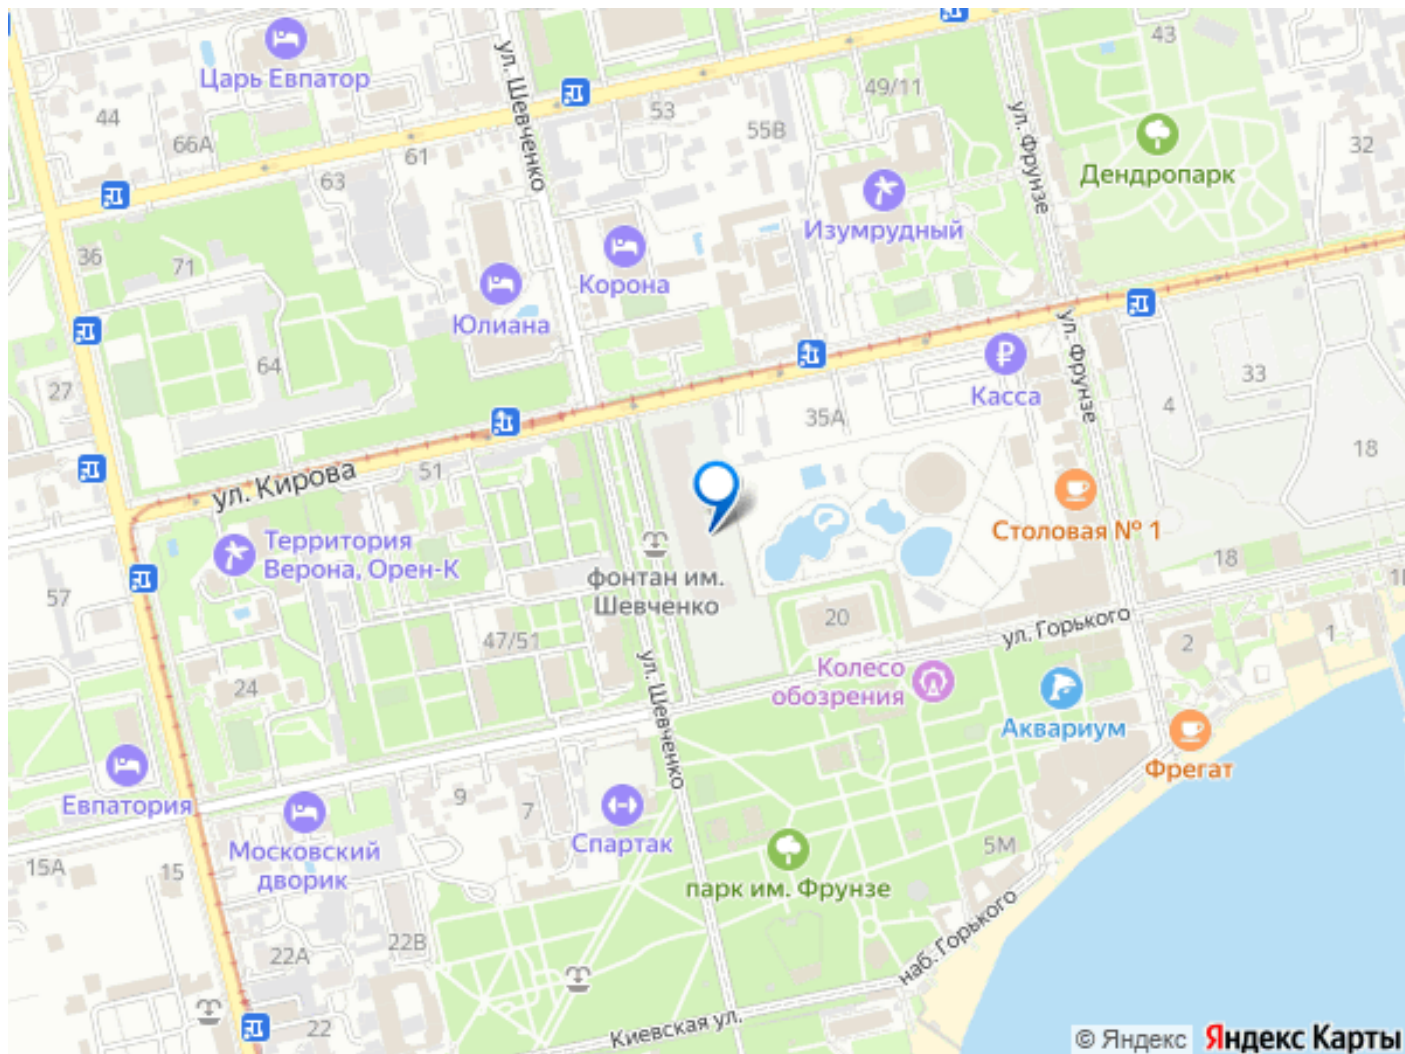 ул. Шевченко
43
Царь Евпатор
49/11
44
53
55В
ул. Фрунзе
66А
61
63
32
Дендропарк
Изумрудный
36
71
Корона
Юлиана
ул. Фрунзе
64
27
Касса
33
4
35А
18
51
ул. Кирова
Столовая № 1
Территория
Верона, Орен-К
фонтан им.
Шевченко
18
57
1
20
ул. Горького
2
47/51
Колесо
обозрения
24
ул. Шевченко
Аквариум
Фрегат
Евпатория
9
7
Спартак
Московский
дворик
5М
15А
15
парк им. Фрунзе
22В
22А
наб. Горького
22
Киевская ул.
© Яндекс Яндекс Карты